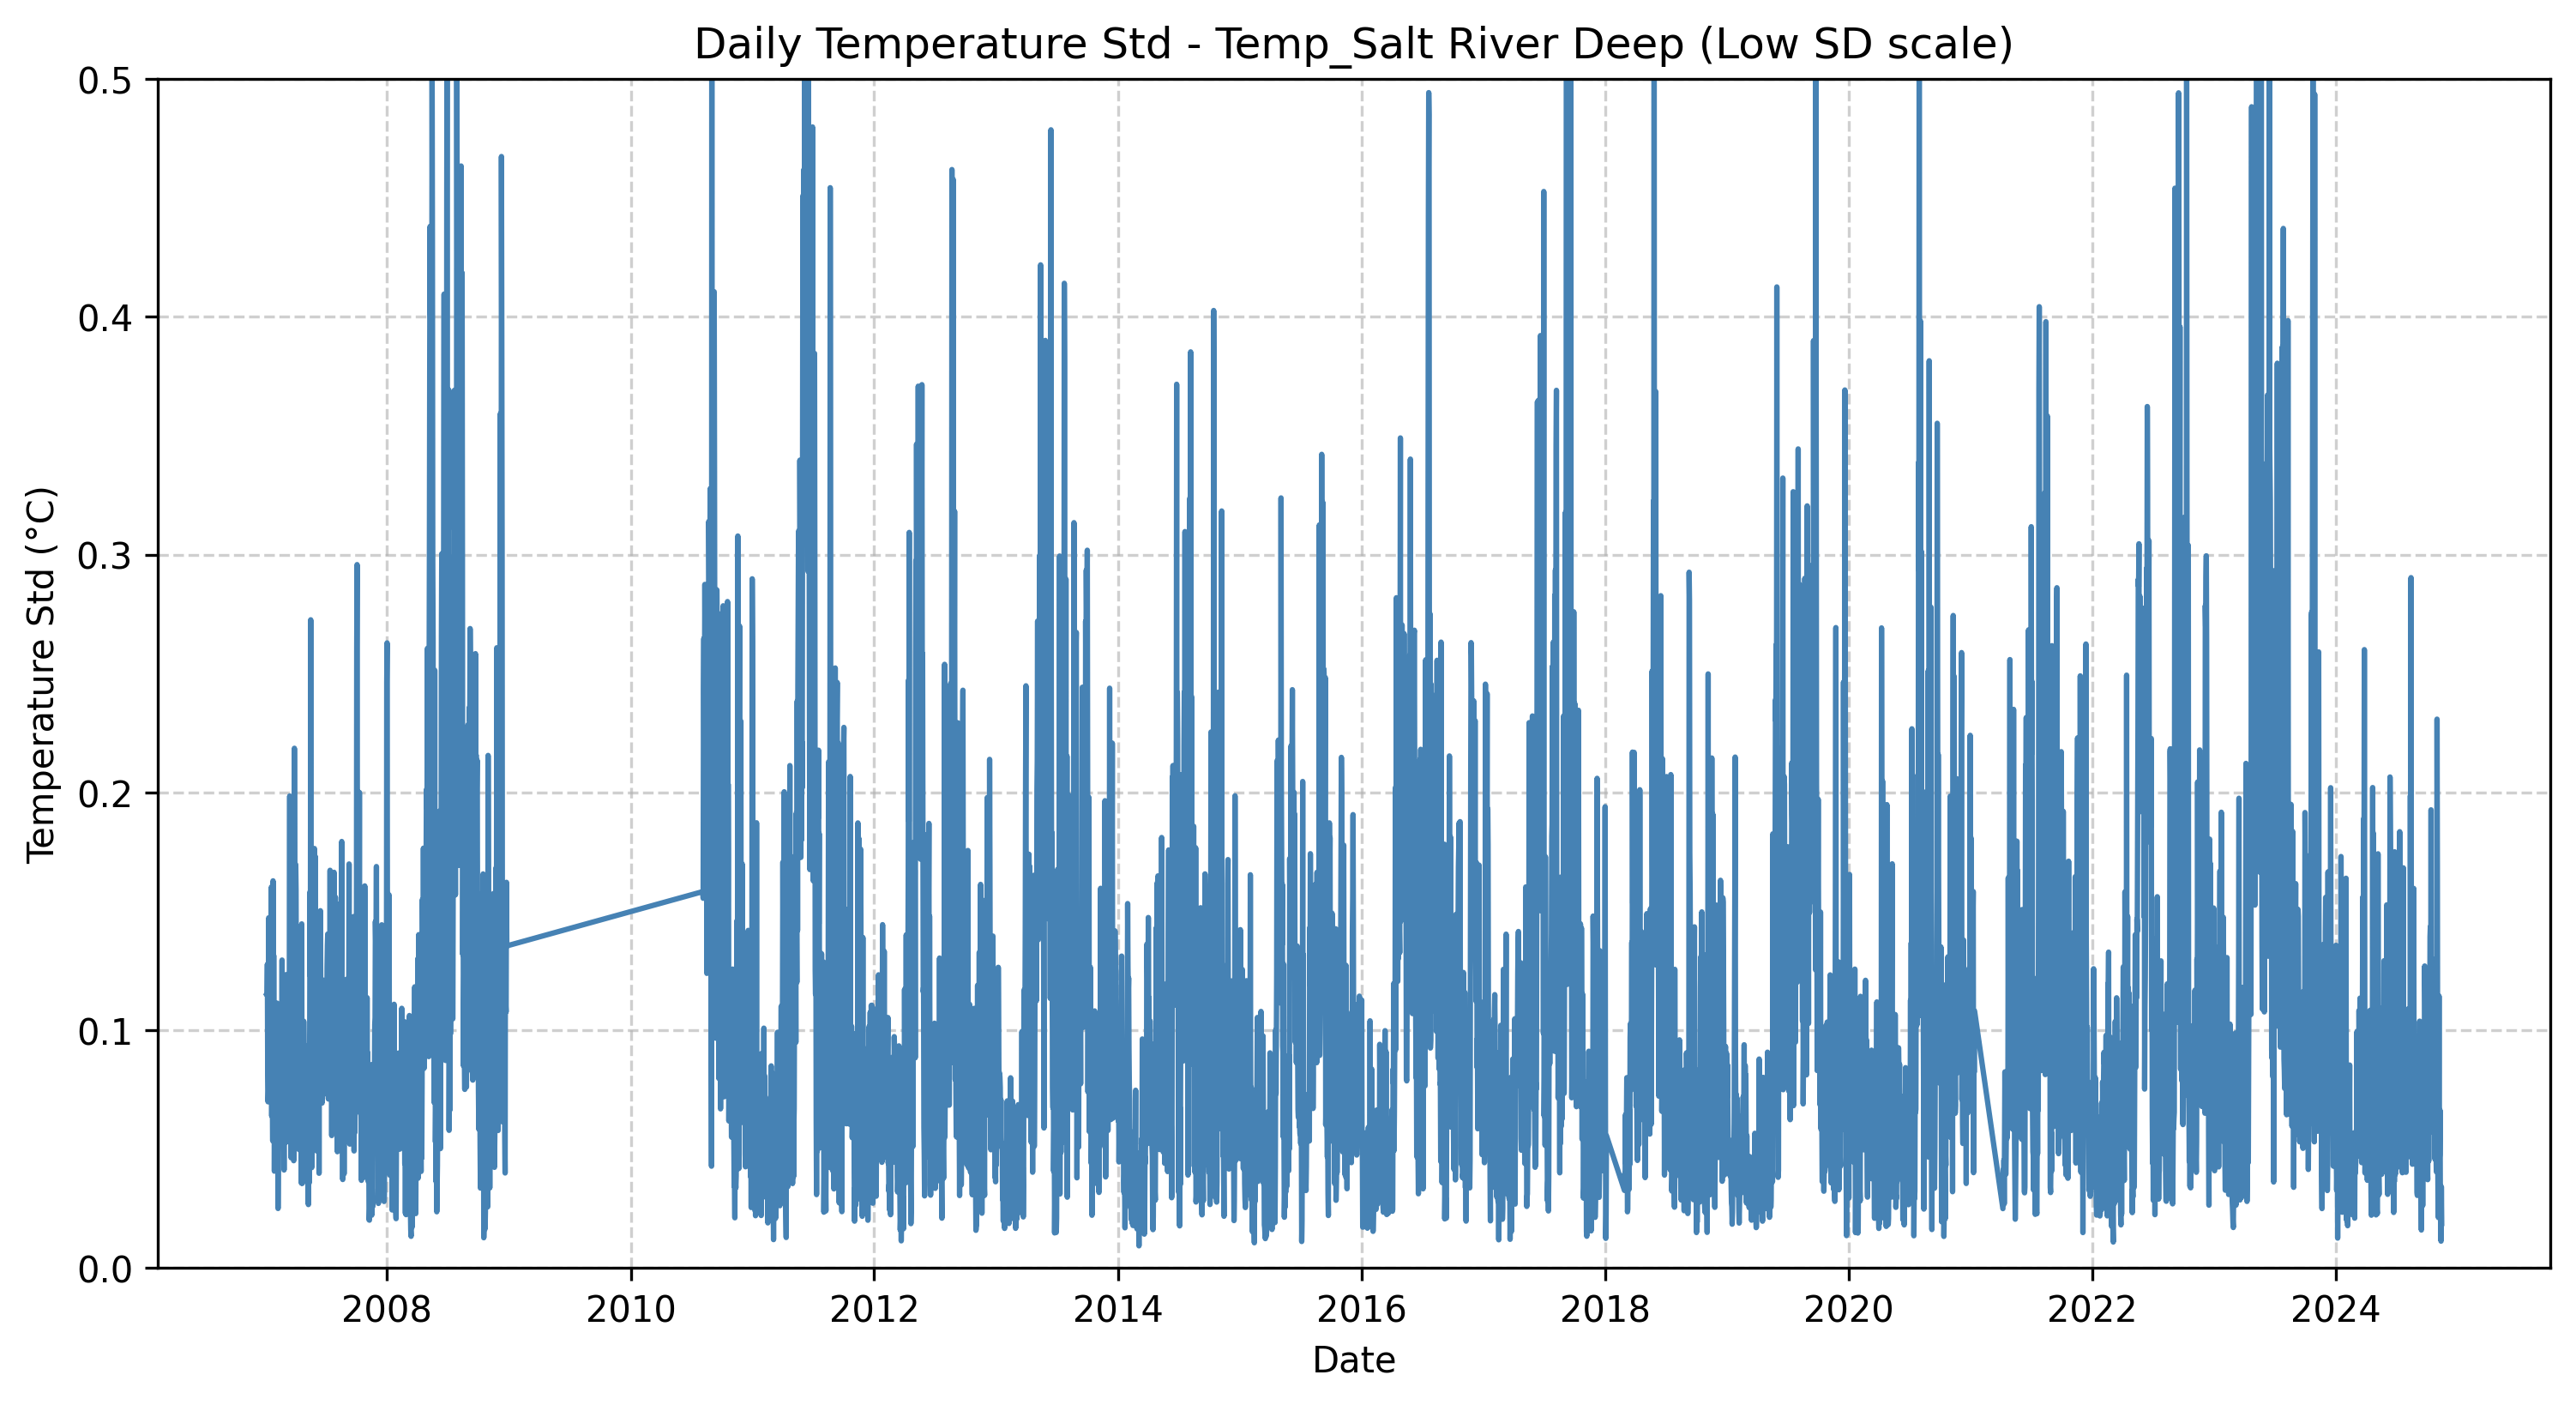 Daily Temperature Std - Temp_Salt River Deep (Low SD scale)
Temperature Std (°C)
0.5
0.4
0.3
0.2
0.1
0.0
2008 2010 2012 2014 2016 2018 2020 2022 2024
Date